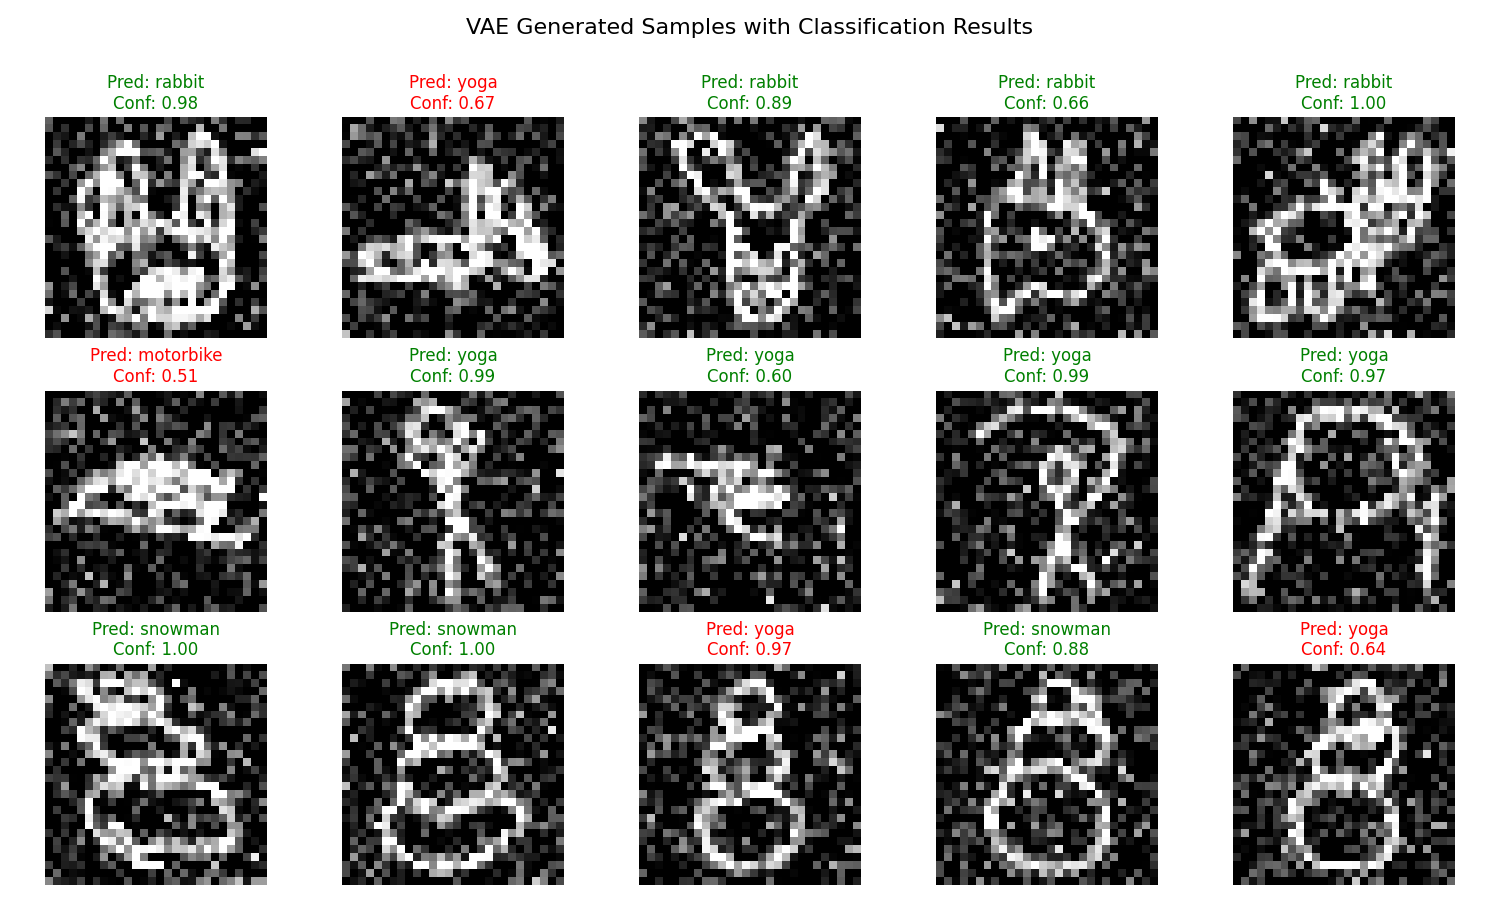 VAE Generated Samples with Classification Results
Pred: rabbit
Conf: 0.98
Pred: yoga
Conf: 0.67
Pred: rabbit
Conf: 0.89
Pred: rabbit
Conf: 0.66
Pred: rabbit
Conf: 1.00
Pred: motorbike
Conf: 0.51
Pred: yoga
Conf: 0.99
Pred: yoga
Conf: 0.60
Pred: yoga
Conf: 0.99
Pred: yoga
Conf: 0.97
Pred: snowman
Conf: 1.00
Pred: snowman
Conf: 1.00
Pred: yoga
Conf: 0.97
Pred: snowman
Conf: 0.88
Pred: yoga
Conf: 0.64